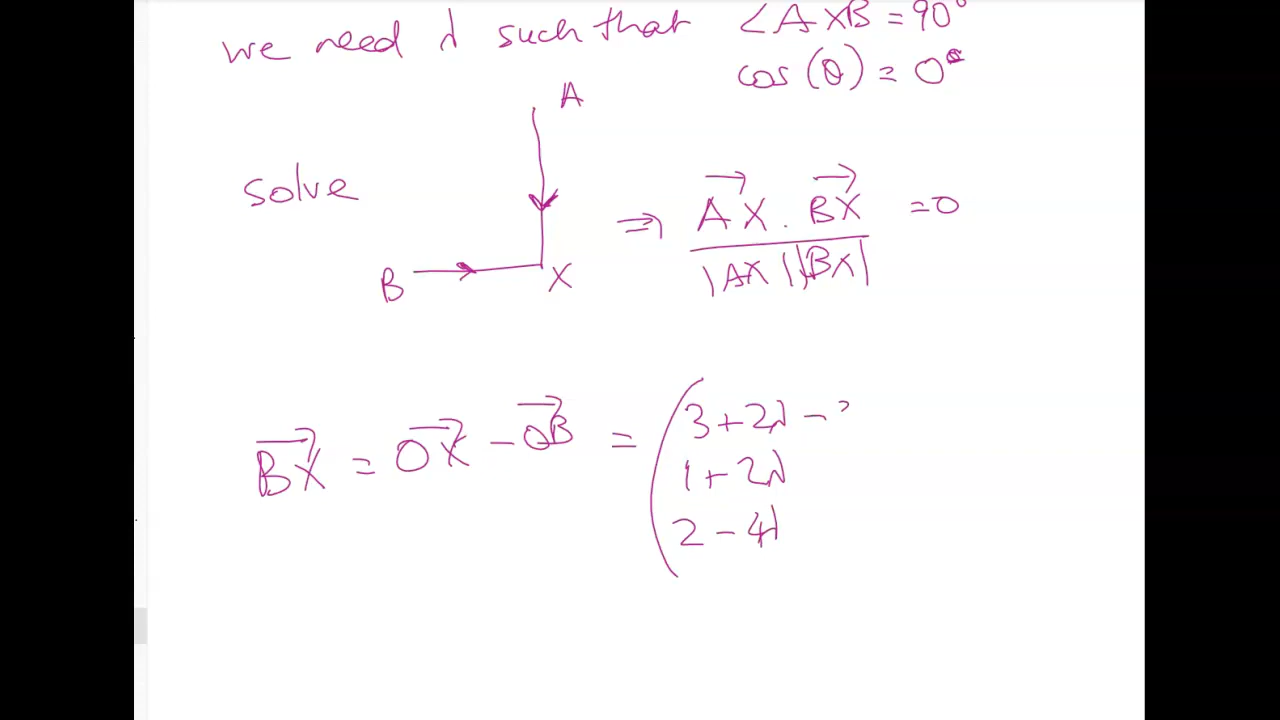 we need λ such that ∠AXB = 90°
cos(θ) = 0
A
solve
B
X
⇒ AX⃗ . BX⃗ / |AX||BX| = 0
BX⃗ = OX⃗ - OB⃗ = ( 3 + 2λ -
1 + 2λ
2 - 4λ